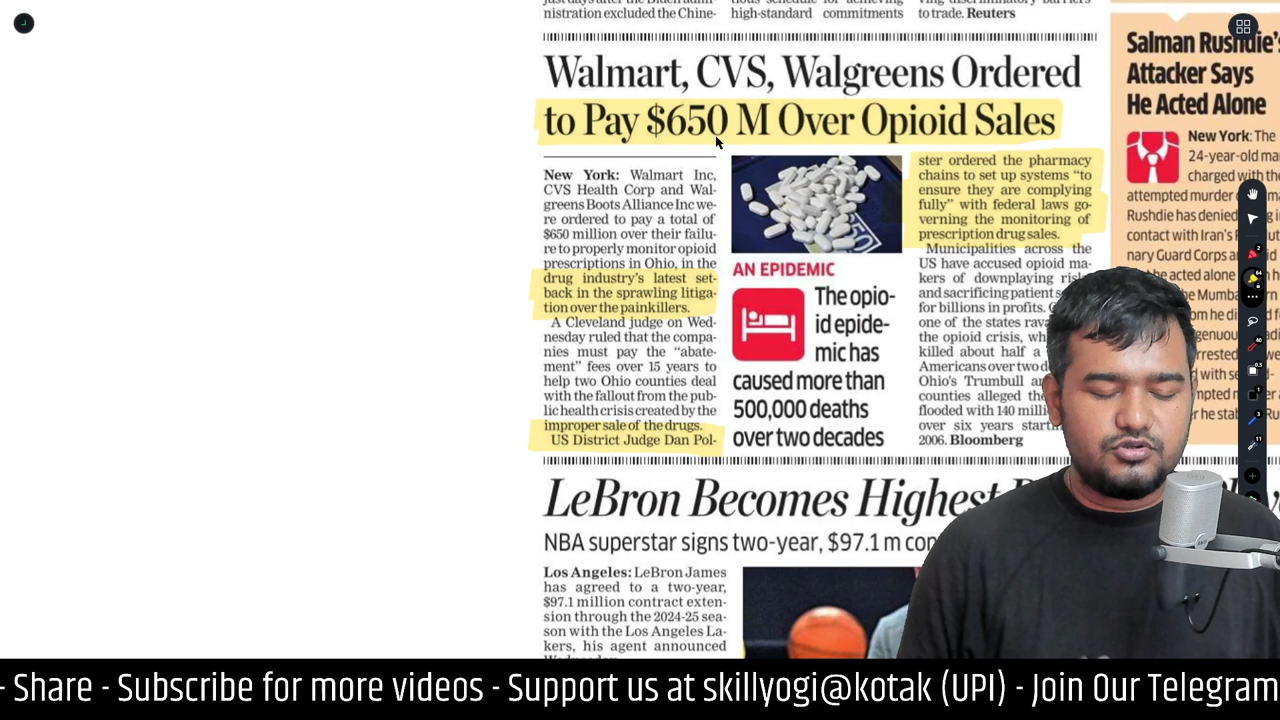 just days after the Biden admi-
nistration excluded the Chine-
high-standard commitments
to trade. Reuters
Walmart, CVS, Walgreens Ordered
to Pay $650 M Over Opioid Sales
New York: Walmart Inc,
CVS Health Corp and Wal-
greens Boots Alliance Inc we-
re ordered to pay a total of
$650 million over their failu-
re to properly monitor opioid
prescriptions in Ohio, in the
drug industry's latest set-
back in the sprawling litiga-
tion over the painkillers.
A Cleveland judge on Wed-
nesday ruled that the compa-
nies must pay the “abate-
ment” fees over 15 years to
help two Ohio counties deal
with the fallout from the pub-
lic health crisis created by the
improper sale of the drugs.
US District Judge Dan Pol-
AN EPIDEMIC
The opio-
id epide-
mic has
caused more than
500,000 deaths
over two decades
ster ordered the pharmacy
chains to set up systems “to
ensure they are complying
fully” with federal laws go-
verning the monitoring of
prescription drug sales.
Municipalities across the
US have accused opioid ma-
kers of downplaying risks
and sacrificing patient
for billions in profits.
one of the states
the opioid crisis,
killed about half a
Americans over two
Ohio's Trumbull
counties alleged
flooded with 140
over six years
2006. Bloomberg
Salman Rushdie's
Attacker Says
He Acted Alone
New York: The
24-year-old
charged with the
attempted murder
Rushdie has denied
contact with Iran's
nary Guard Corps
he acted alone
LeBron Becomes Highest
NBA superstar signs two-year, $97.1 m
Los Angeles: LeBron James
has agreed to a two-year,
$97.1 million contract exten-
sion through the 2024-25 sea-
son with the Los Angeles La-
kers, his agent announced
- Share - Subscribe for more videos - Support us at skillyogi@kotak (UPI) - Join Our Telegram